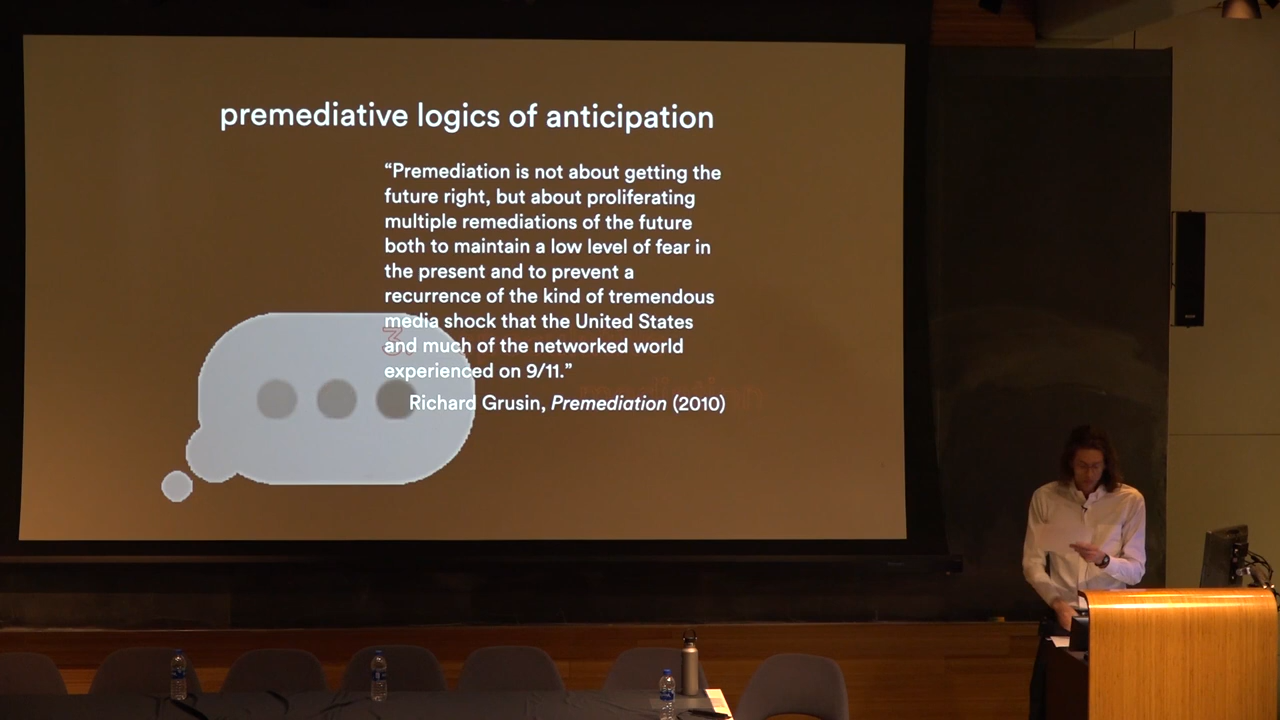 premediative logics of anticipation
“Premediation is not about getting the
future right, but about proliferating
multiple remediations of the future
both to maintain a low level of fear in
the present and to prevent a
recurrence of the kind of tremendous
media shock that the United States
3.
and much of the networked world
experienced on 9/11.”
Richard Grusin, Premediation (2010)